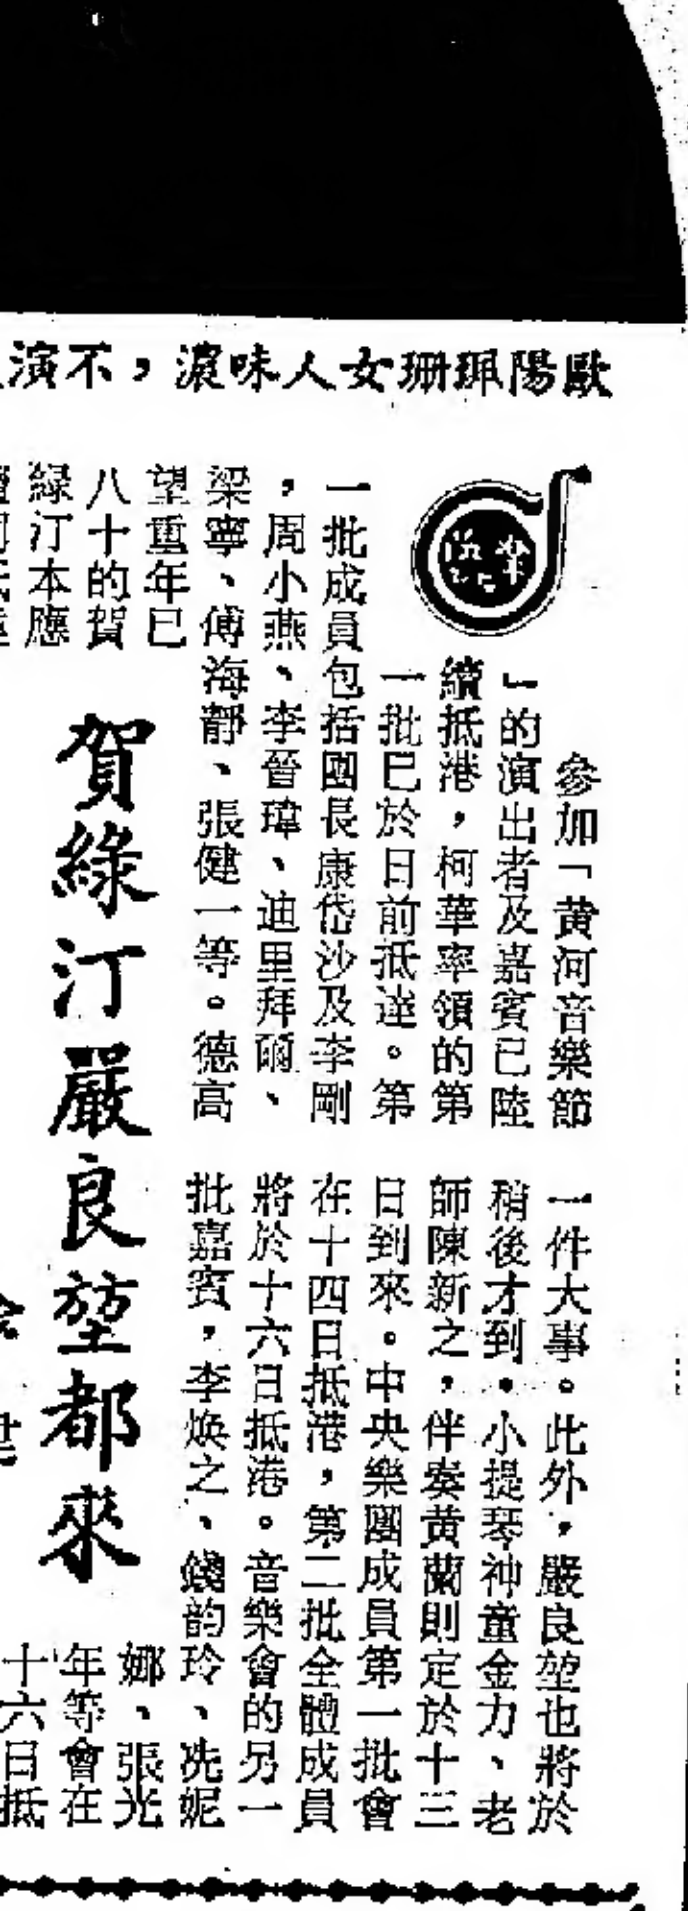 歐陽珮珊女人味濃，不演
參加「黄河音樂節
」的演出者及嘉賓已陸
續抵港，柯華率領的第
一批已於日前抵達。第
一批成員包括團長康岱沙及李剛
，周小燕、李晉瑋、迪里拜爾、
梁寧、傅海靜、張健一等。德高
望重年已
八十的賀
綠汀本應
賀綠汀嚴良堃都來
一件大事。此外，嚴良堃也將於
稍後才到，小提琴神童金力、老
師陳新之，伴奏黄蘭則定於十三
日到來。中央樂團成員第一批會
在十四日抵港，第二批全體成員
將於十六日抵港。音樂會的另一
批嘉賓，李焕之、錢韵玲、冼妮
娜、張光
年等會在
十六日抵